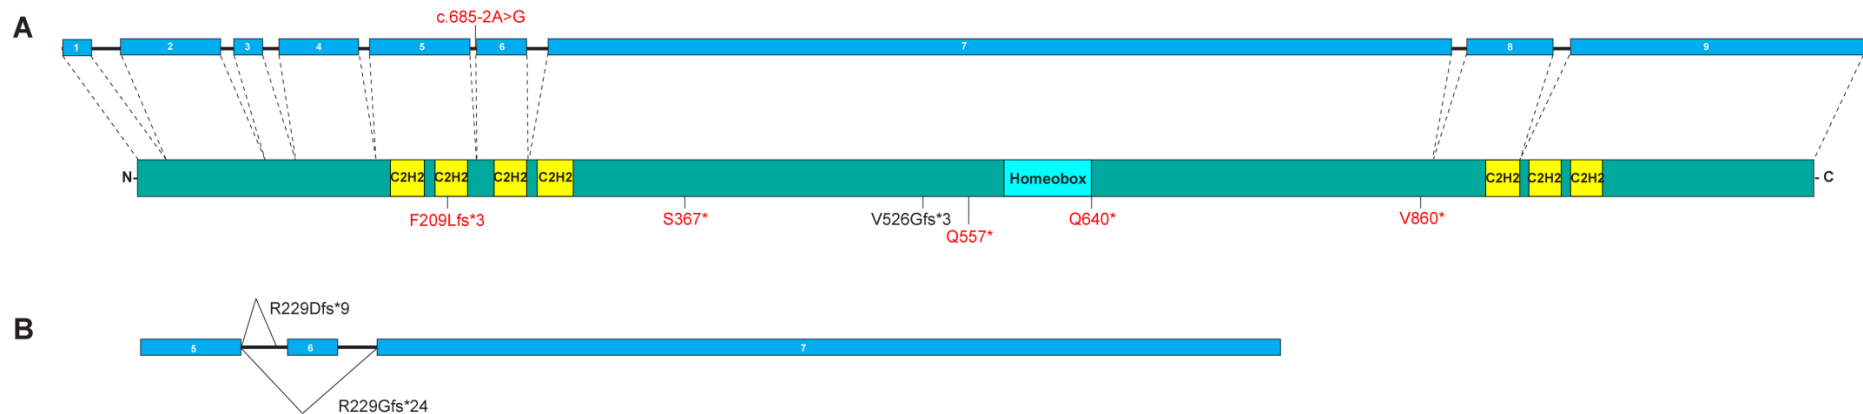 A
c.685-2A>G
1 2 3 4 5 6 7 8 9
N- C2H2 C2H2 C2H2 C2H2 Homeobox C2H2 C2H2 C2H2 - C
F209Lfs*3 S367* V526Gfs*3 Q557* Q640* V860*
B
R229Dfs*9
5 6 7
R229Gfs*24